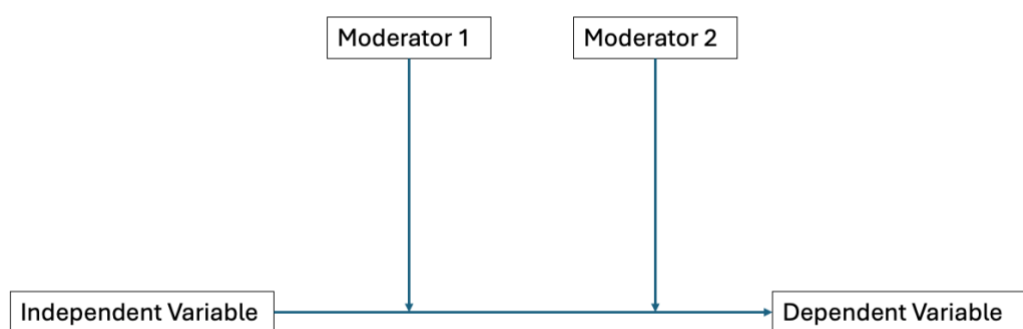 Moderator 1
Moderator 2
Independent Variable
Dependent Variable